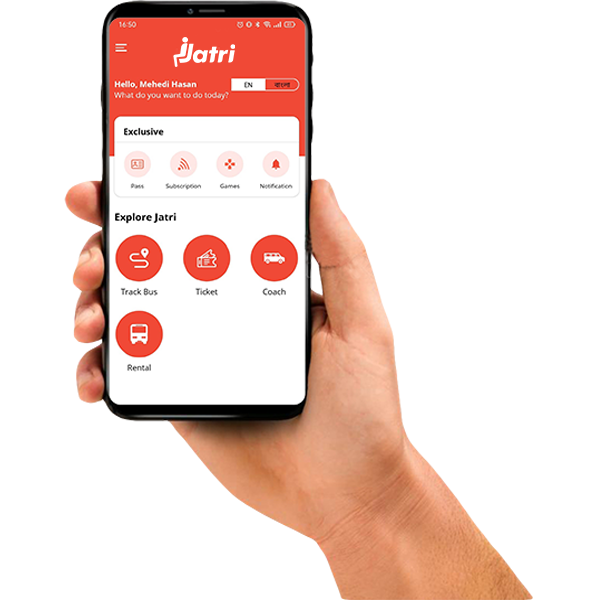 16:50
Jatri
Hello, Mehedi Hasan
EN বাংলা
What do you want to do today?
Exclusive
Pass Subscription Games Notification
Explore Jatri
Track Bus Ticket Coach
Rental